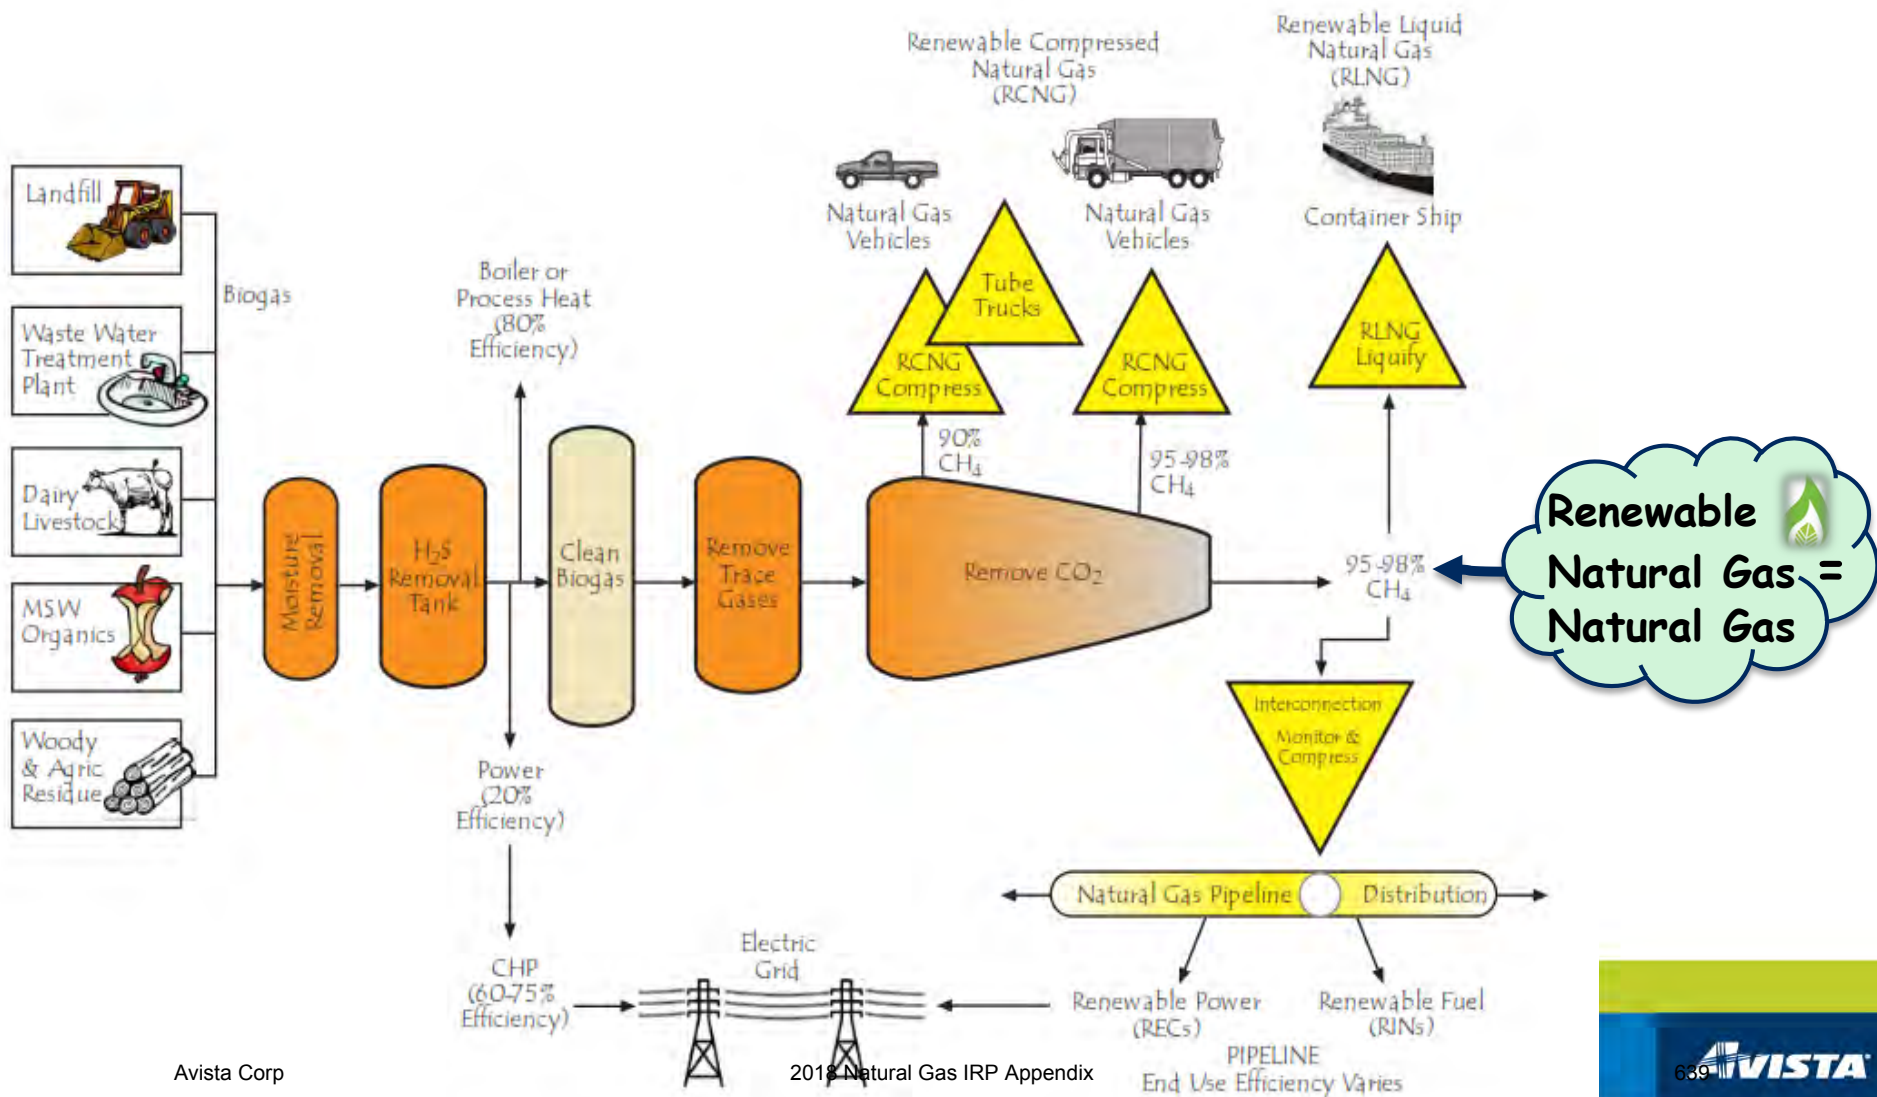 Renewable Compressed
Natural Gas
(RCNG)
Renewable Liquid
Natural Gas
(RLNG)
Natural Gas
Vehicles
Natural Gas
Vehicles
Container Ship
Landfill
Biogas
Waste Water
Treatment
Plant
Dairy
Livestock
MSW
Organics
Woody
& Agric
Residue
Boiler or
Process Heat
(80%
Efficiency)
Tube
Trucks
RCNG
Compress
RCNG
Compress
RLNG
Liquify
90%
CH4
95-98%
CH4
Moisture
Removal
H2S
Removal
Tank
Clean
Biogas
Remove
Trace
Gases
Remove CO2
95-98%
CH4
Renewable
Natural Gas =
Natural Gas
Interconnection
Monitor &
Compress
Power
(20%
Efficiency)
CHP
(60-75%
Efficiency)
Electric
Grid
Natural Gas Pipeline
Distribution
Renewable Power
(RECs)
Renewable Fuel
(RINs)
PIPELINE
End Use Efficiency Varies
Avista Corp
2018 Natural Gas IRP Appendix
639
AVISTA